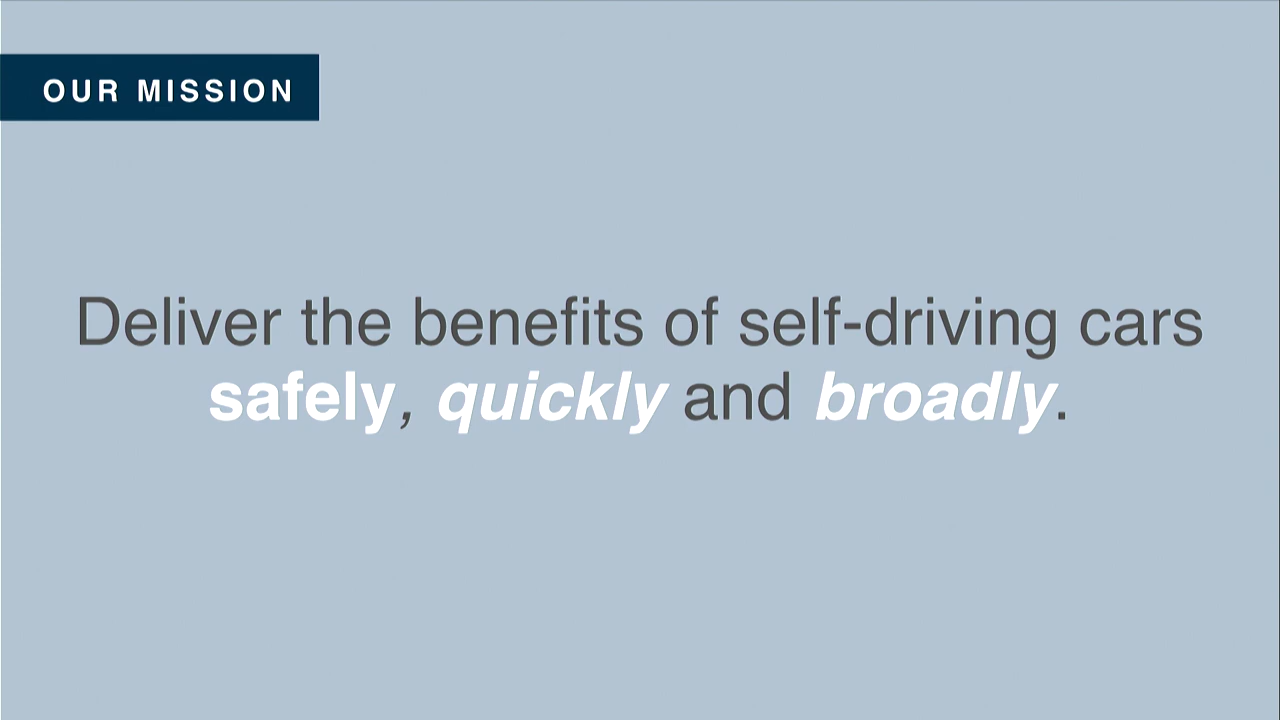 OUR MISSION
Deliver the benefits of self-driving cars
safely, quickly and broadly.